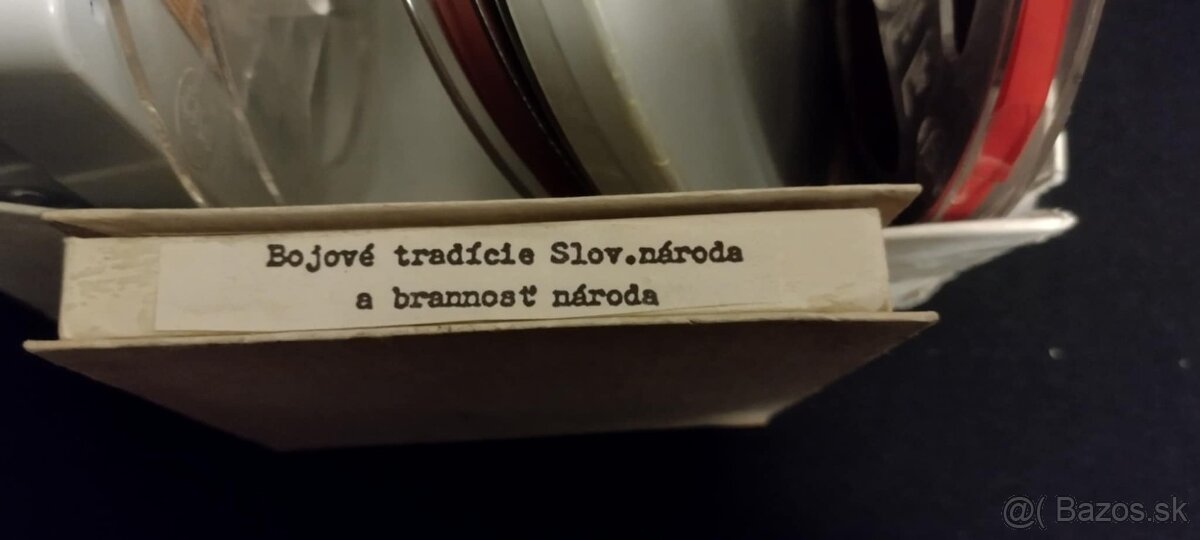 Bojové tradície Slov.národa
a brannosť národa
@( Bazos.sk